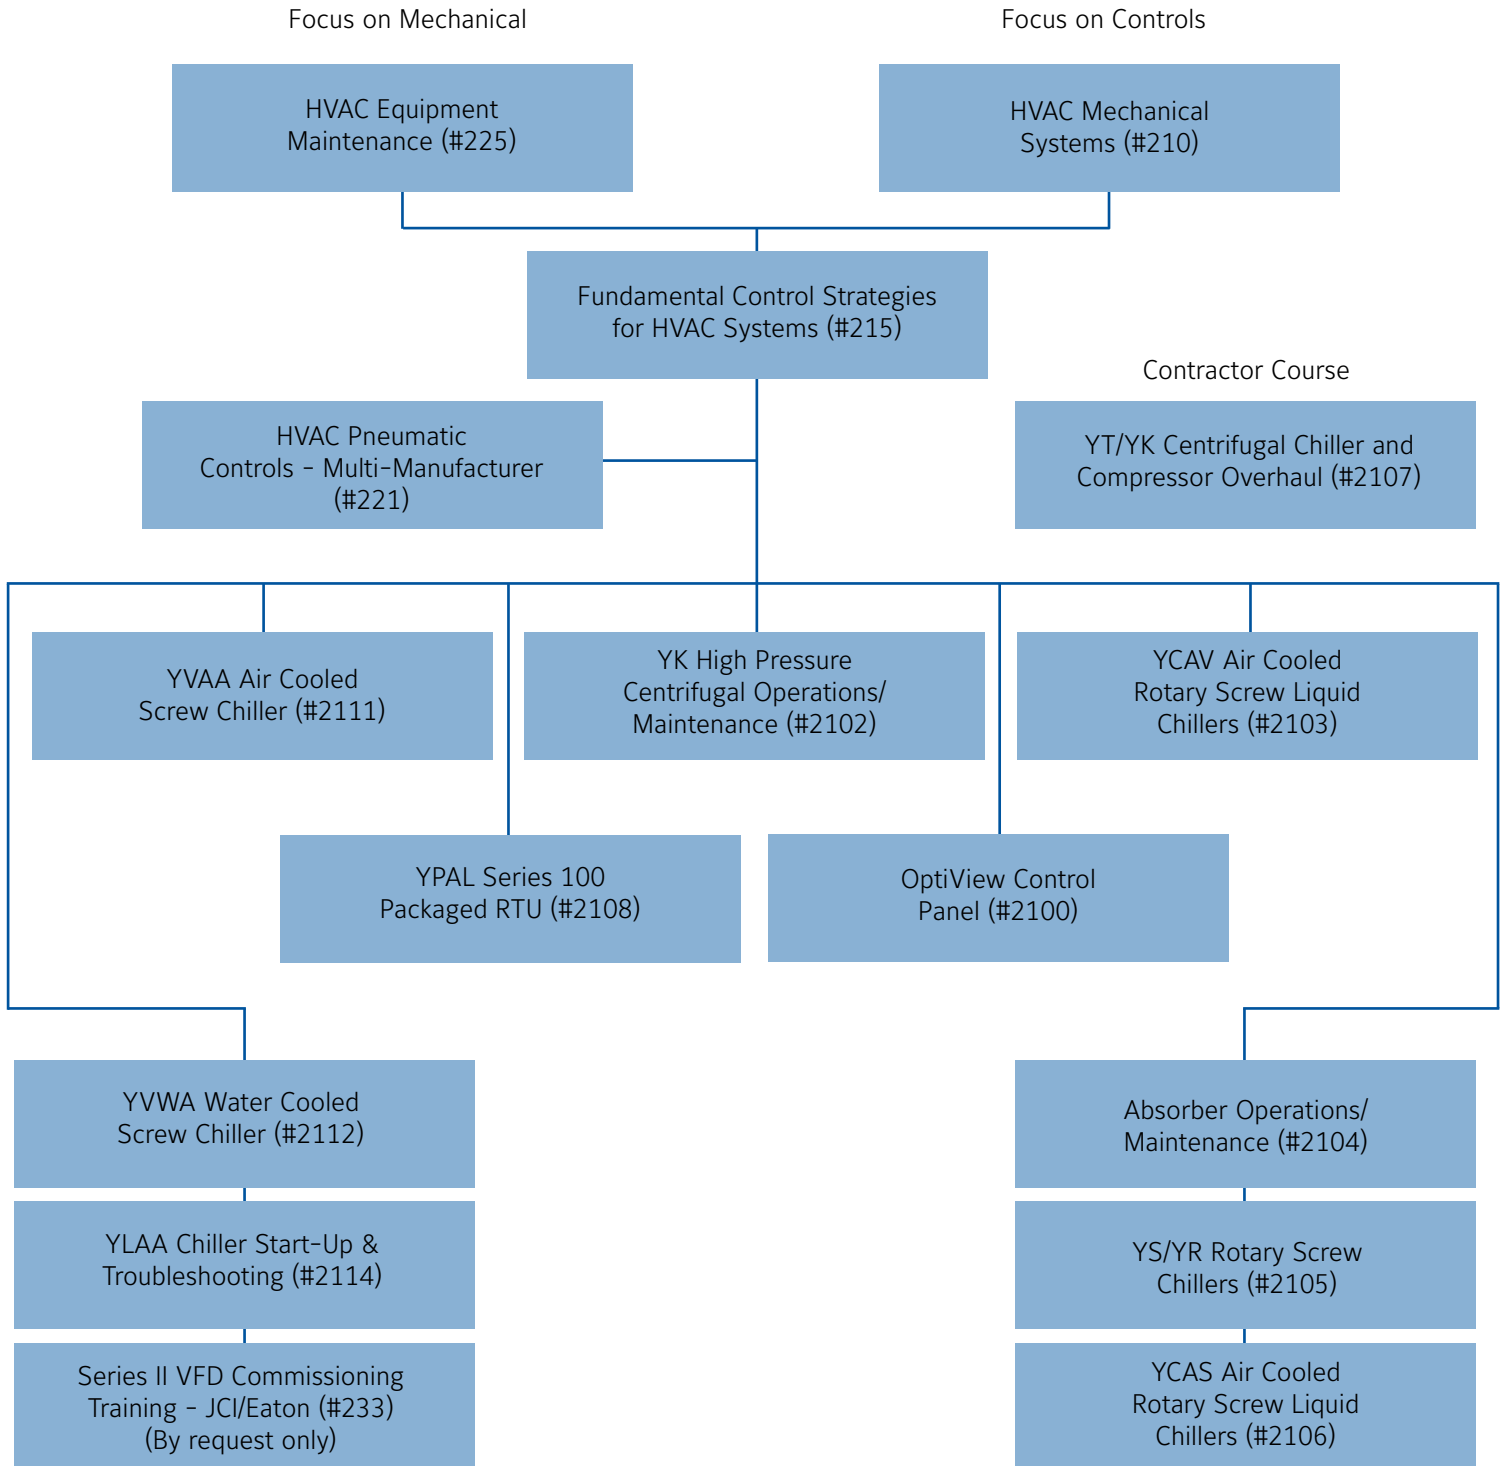 Focus on Mechanical
Focus on Controls
HVAC Equipment
Maintenance (#225)
HVAC Mechanical
Systems (#210)
Fundamental Control Strategies
for HVAC Systems (#215)
Contractor Course
HVAC Pneumatic
Controls - Multi-Manufacturer
(#221)
YT/YK Centrifugal Chiller and
Compressor Overhaul (#2107)
YVAA Air Cooled
Screw Chiller (#2111)
YK High Pressure
Centrifugal Operations/
Maintenance (#2102)
YCAV Air Cooled
Rotary Screw Liquid
Chillers (#2103)
YPAL Series 100
Packaged RTU (#2108)
OptiView Control
Panel (#2100)
YVWA Water Cooled
Screw Chiller (#2112)
Absorber Operations/
Maintenance (#2104)
YLAA Chiller Start-Up &
Troubleshooting (#2114)
YS/YR Rotary Screw
Chillers (#2105)
Series II VFD Commissioning
Training - JCI/Eaton (#233)
(By request only)
YCAS Air Cooled
Rotary Screw Liquid
Chillers (#2106)